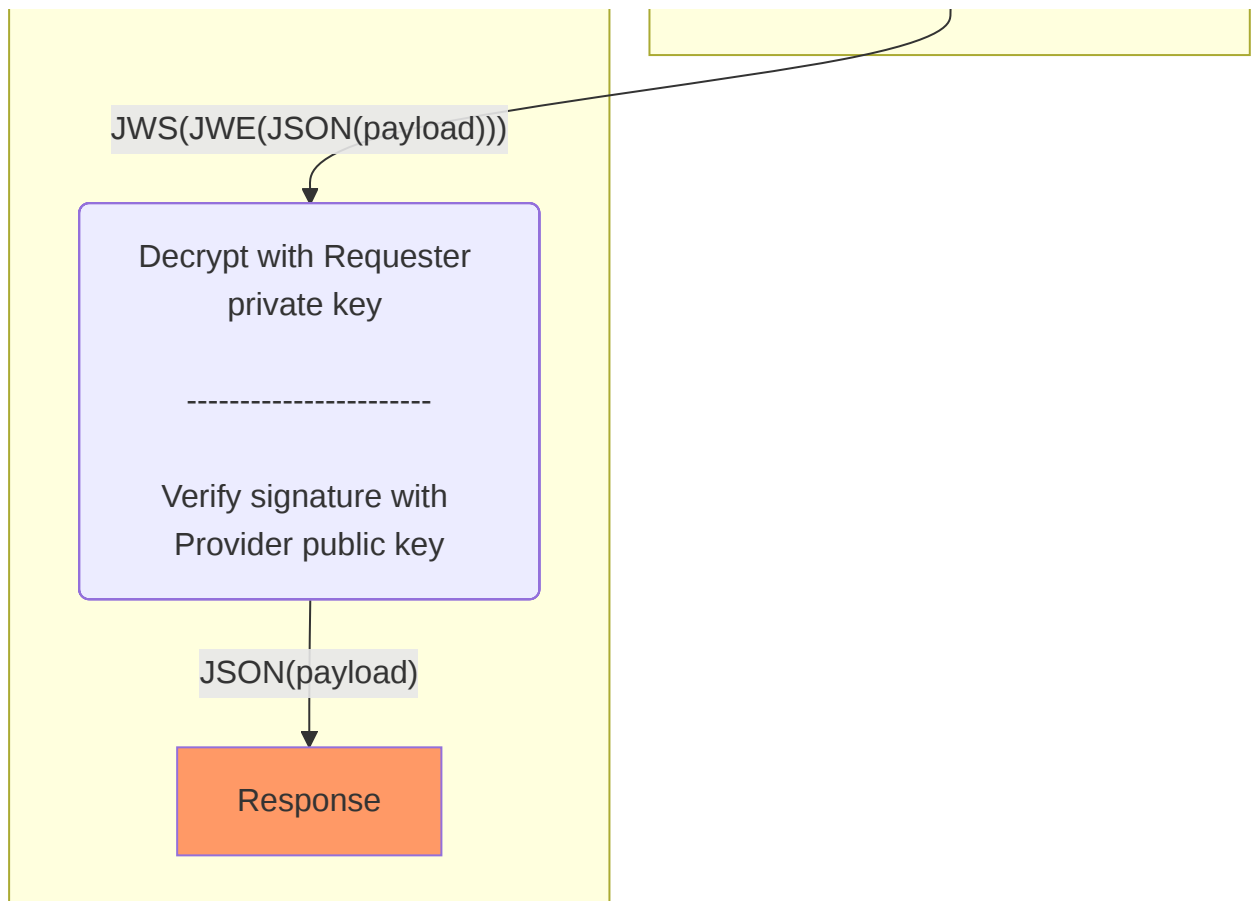 JWS(JWE(JSON(payload)))
Decrypt with Requester
private key
-----------------------
Verify signature with
Provider public key
JSON(payload)
Response